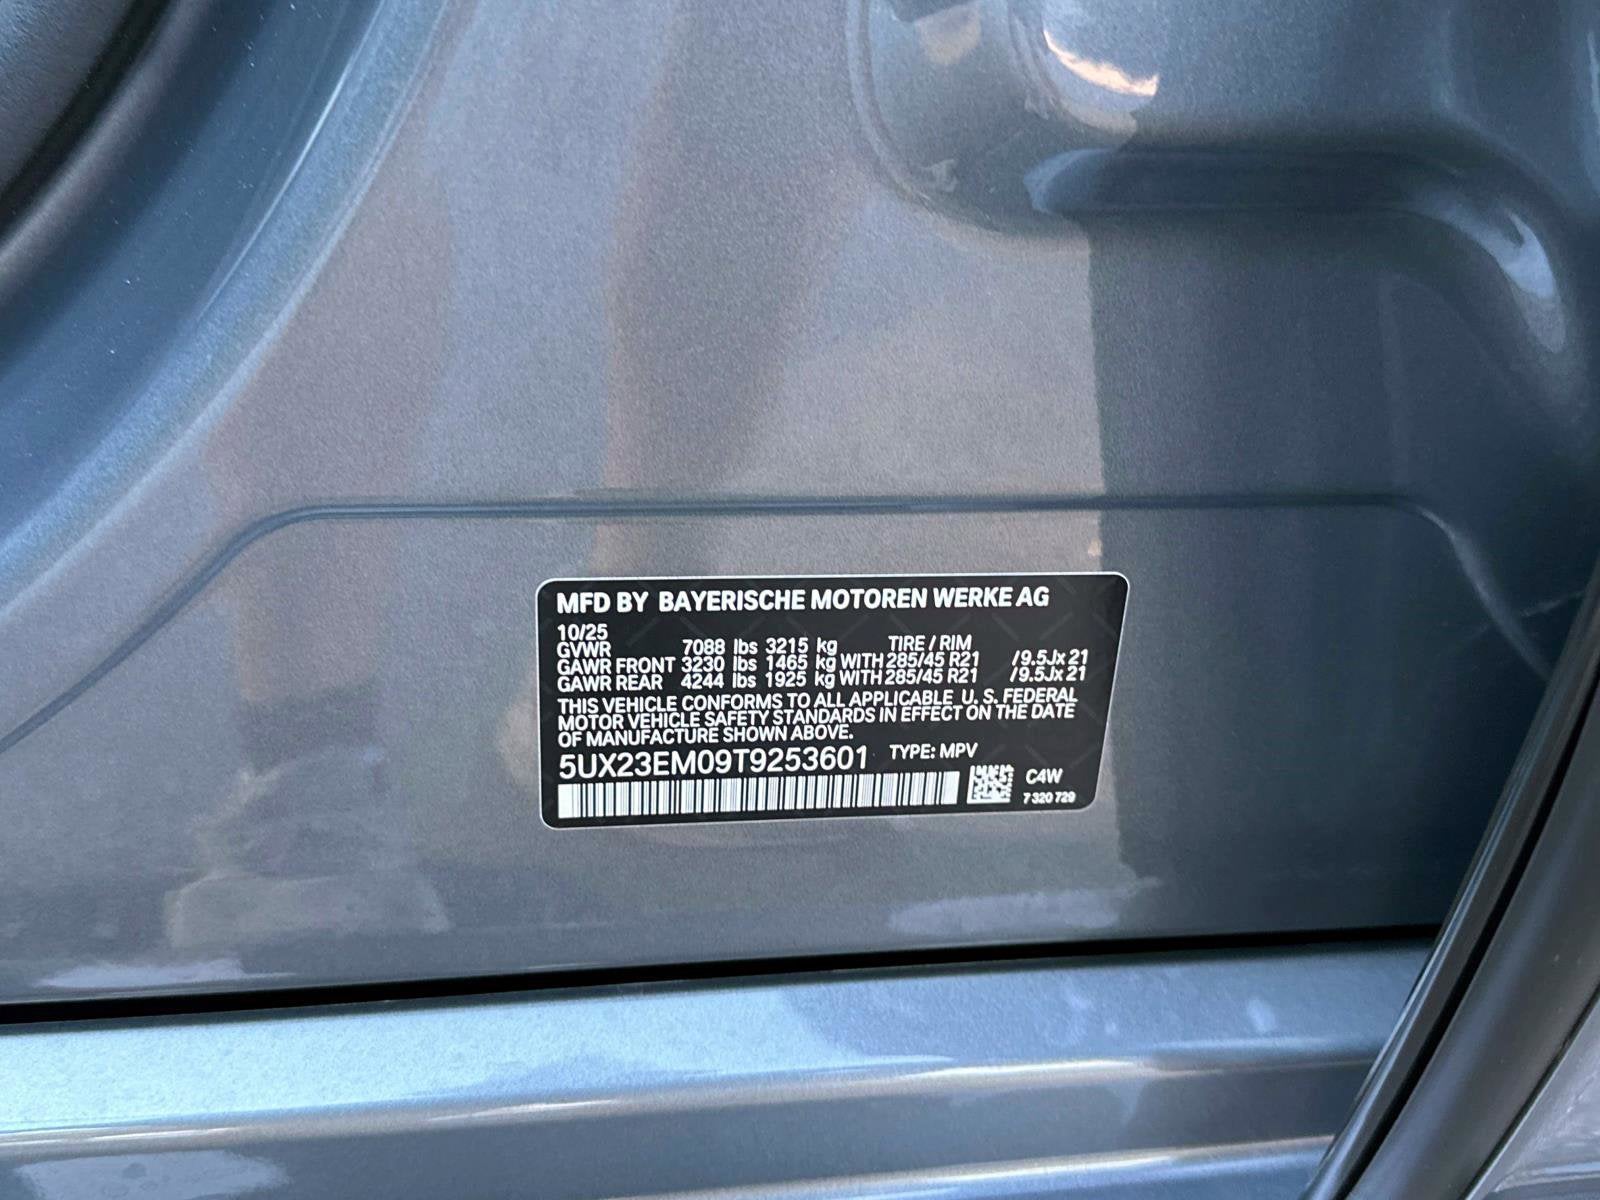 MFD BY BAYERISCHE MOTOREN WERKE AG
10/25
GVWR 7088 lbs 3215 kg TIRE / RIM
GAWR FRONT 3230 lbs 1465 kg WITH 285/45 R21 /9.5Jx21
GAWR REAR 4244 lbs 1925 kg WITH 285/45 R21 /9.5Jx21
THIS VEHICLE CONFORMS TO ALL APPLICABLE U. S. FEDERAL
MOTOR VEHICLE SAFETY STANDARDS IN EFFECT ON THE DATE
OF MANUFACTURE SHOWN ABOVE.
5UX23EM09T9253601 TYPE: MPV
C4W
7 320 729